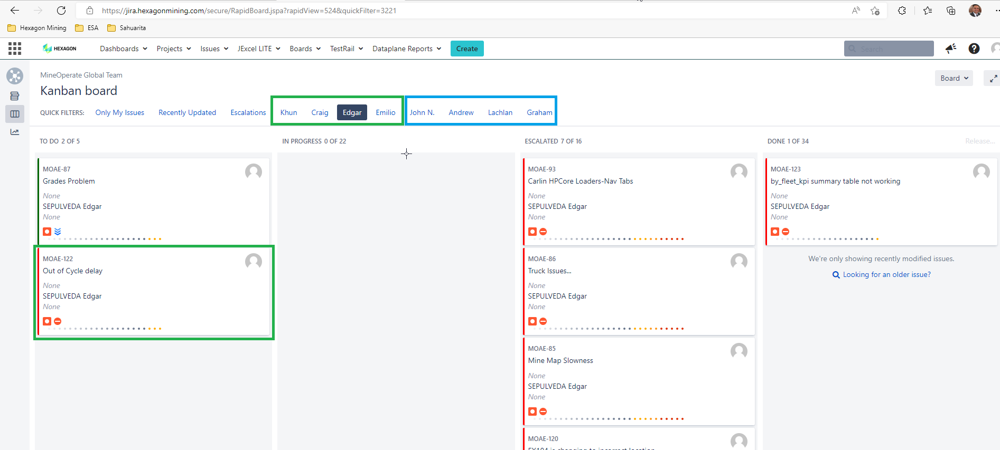 https://jira.hexagonmining.com/secure/RapidBoard.jspa?rapidView=524&quickFilter=3221
Hexagon Mining ESA Sahuarita
HEXAGON Dashboards Projects Issues JExcel LITE Boards TestRail Dataplane Reports Create Search
MineOperate Global Team
Kanban board
Board
QUICK FILTERS: Only My Issues Recently Updated Escalations Khun Craig Edgar Emilio John N. Andrew Lachlan Graham
TO DO 2 OF 5
IN PROGRESS 0 OF 22
ESCALATED 7 OF 16
DONE 1 OF 34
Release...
MOAE-87
Grades Problem
None
SEPULVEDA Edgar
None
MOAE-122
Out of Cycle delay
None
SEPULVEDA Edgar
None
MOAE-93
Carlin HPCore Loaders-Nav Tabs
None
SEPULVEDA Edgar
None
MOAE-86
Truck Issues...
None
SEPULVEDA Edgar
None
MOAE-85
Mine Map Slowness
None
SEPULVEDA Edgar
None
MOAE-120
MOAE-123
by_fleet_kpi summary table not working
None
SEPULVEDA Edgar
None
We're only showing recently modified issues.
Looking for an older issue?